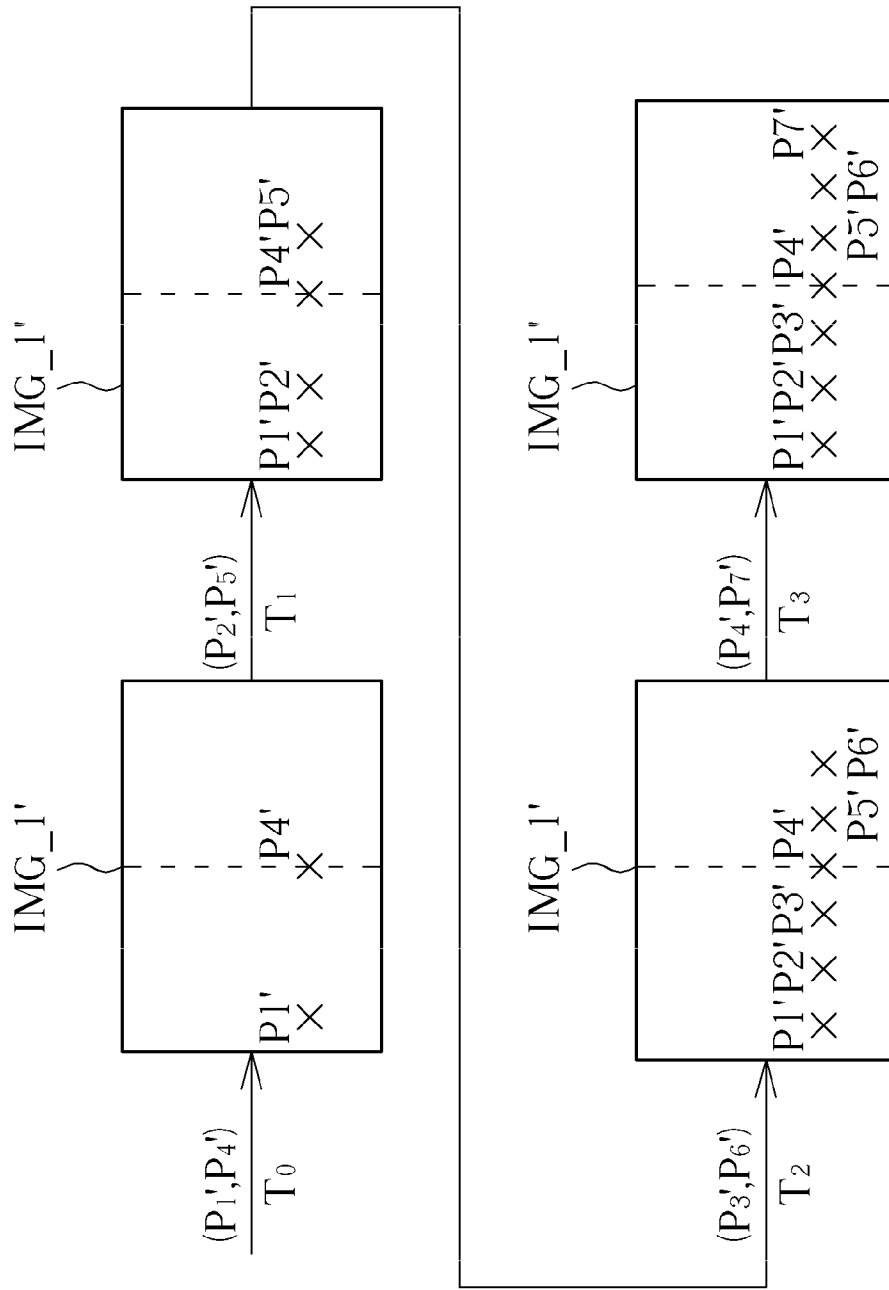 IMG_1"
IMG_1"
(P1',P4')
T0
P1'
P4'
(P2',P5')
T1
P1'P2'
P4'P5'
IMG_1"
IMG_1"
(P3',P6')
T2
P1'P2'P3'
P4'
P5'P6'
(P4',P7')
T3
P1'P2'P3'
P4'
P7'
P5'P6'